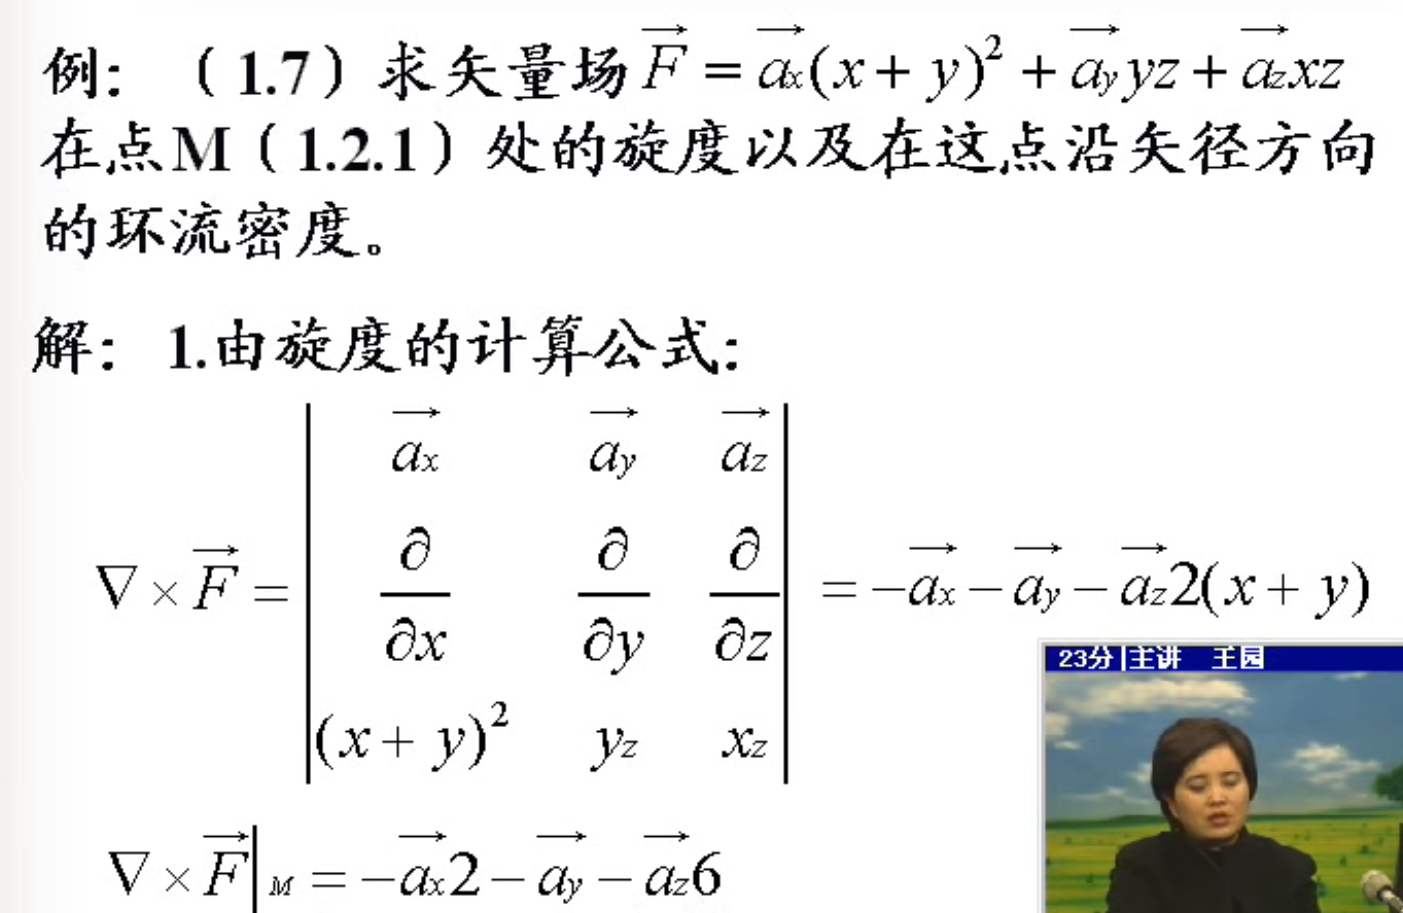 例: （1.7）求矢量场 $\vec{F} = \vec{a_x}(x+y)^2 + \vec{a_y}yz + \vec{a_z}xz$
在点M（1.2.1）处的旋度以及在这点沿矢径方向
的环流密度。
解: 1.由旋度的计算公式:
$\nabla \times \vec{F} = \begin{vmatrix} \vec{a_x} & \vec{a_y} & \vec{a_z} \\ \frac{\partial}{\partial x} & \frac{\partial}{\partial y} & \frac{\partial}{\partial z} \\ (x+y)^2 & yz & xz \end{vmatrix} = -\vec{a_x} - \vec{a_y} - \vec{a_z}2(x+y)$
23分|主讲 王园
$\nabla \times \vec{F}|_M = -\vec{a_x}2 - \vec{a_y} - \vec{a_z}6$